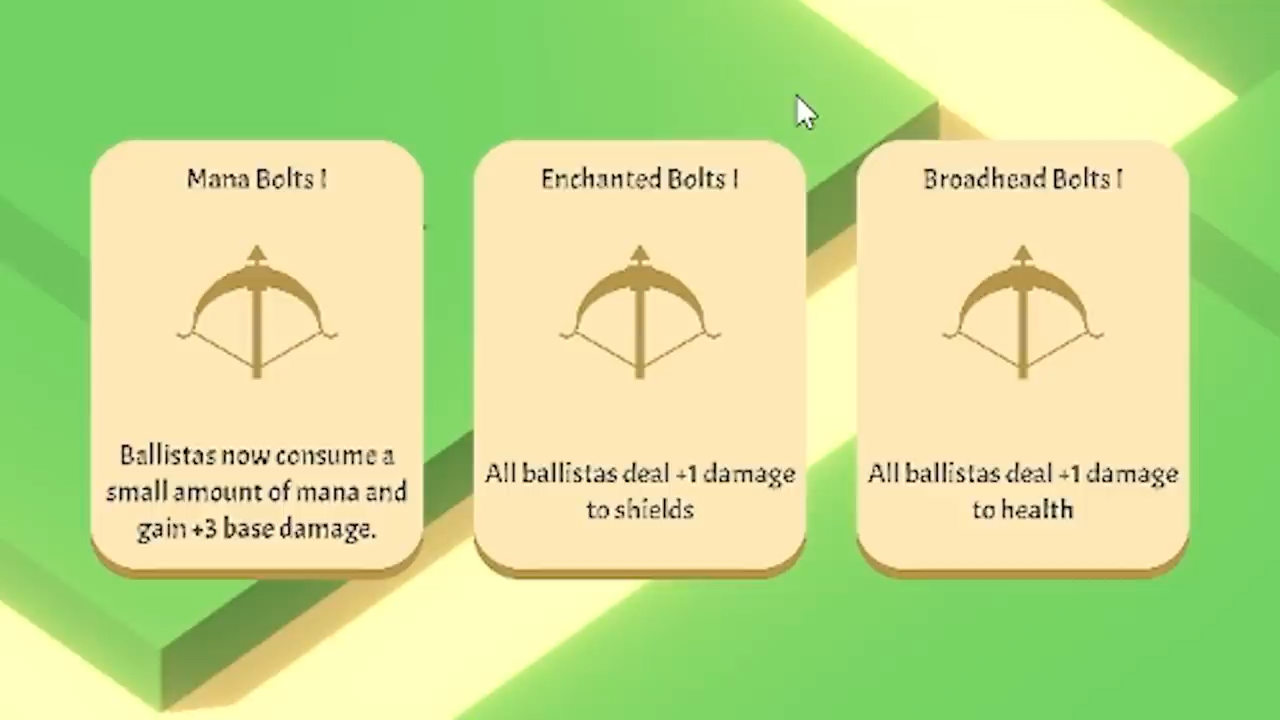 Mana Bolts I
Ballistas now consume a
small amount of mana and
gain +3 base damage.
Enchanted Bolts I
All ballistas deal +1 damage
to shields
Broadhead Bolts I
All ballistas deal +1 damage
to health